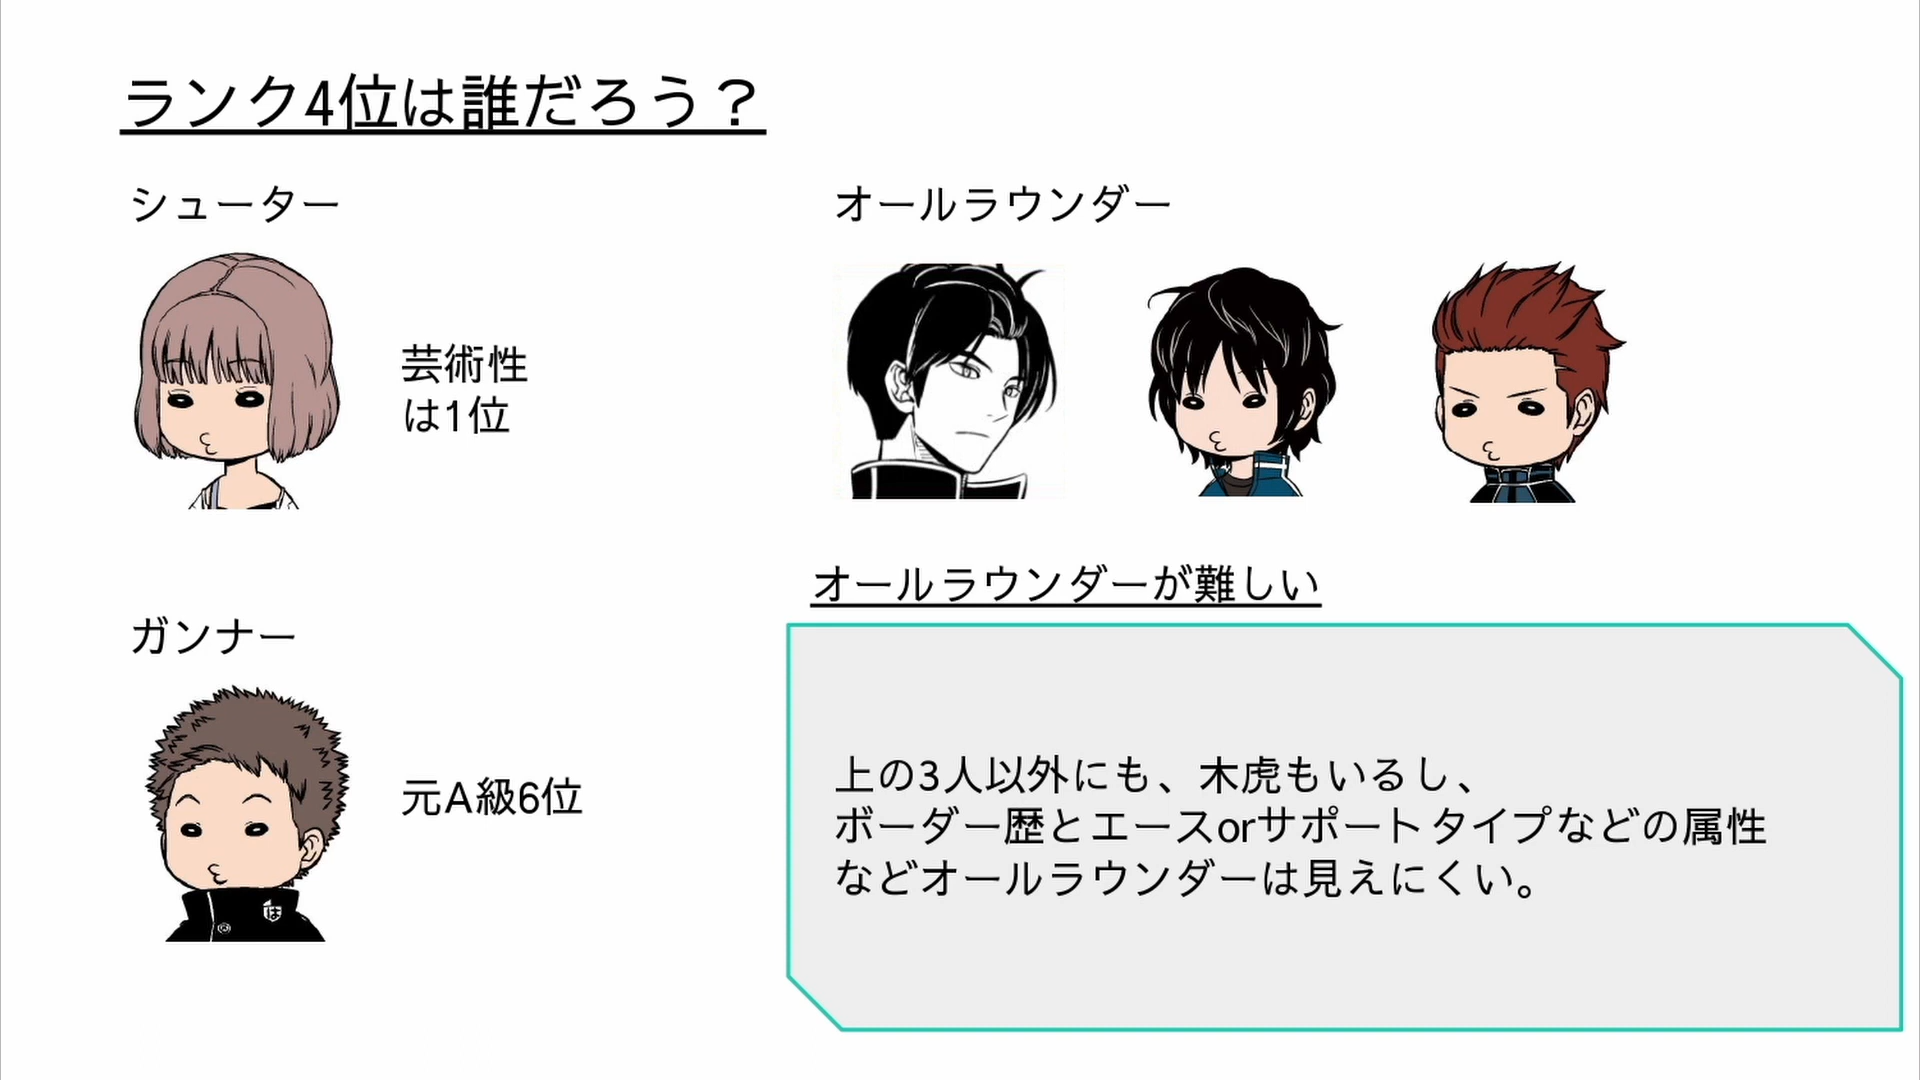 ランク4位は誰だろう？
シューター
芸術性
は1位
ガンナー
元A級6位
オールラウンダー
オールラウンダーが難しい
上の3人以外にも、木虎もいるし、
ボーダー歴とエースorサポートタイプなどの属性
などオールラウンダーは見えにくい。